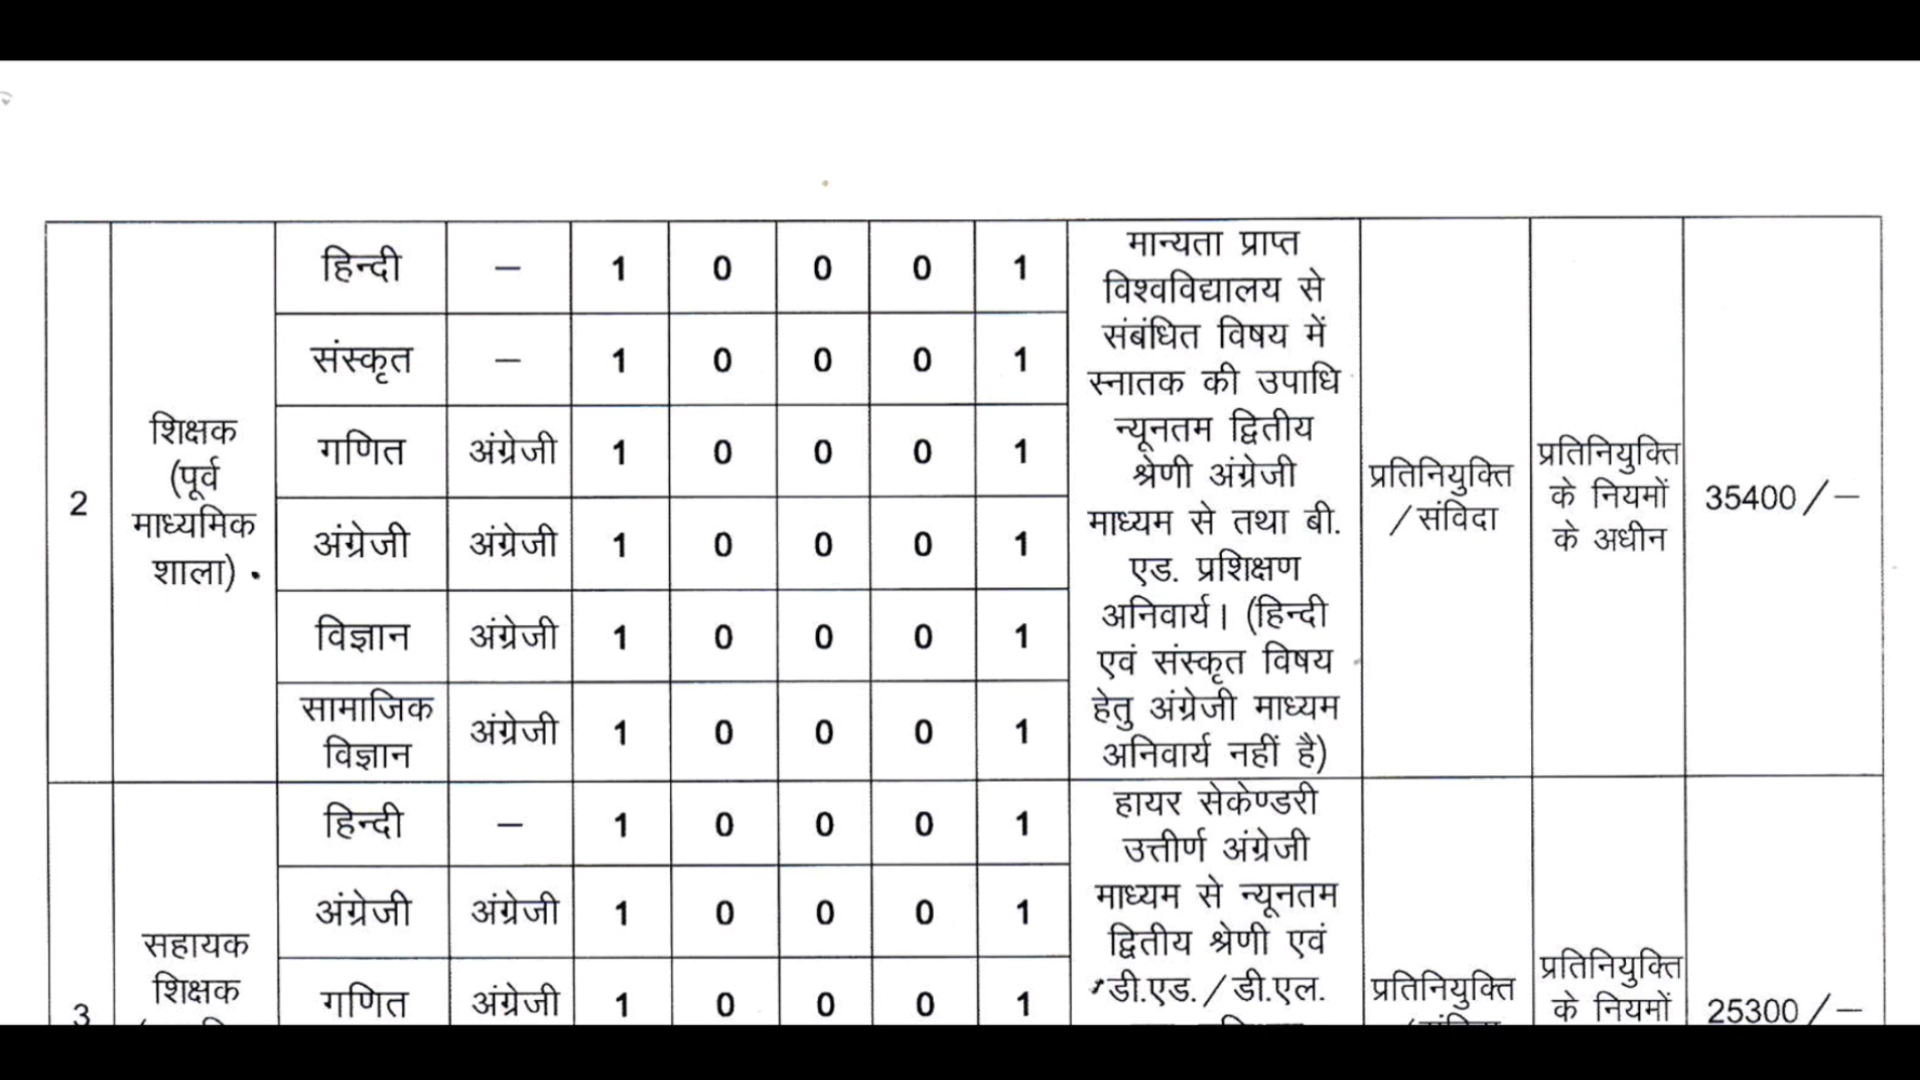 2
शिक्षक
(पूर्व
माध्यमिक
शाला)
हिन्दी – 1 0 0 0 1
संस्कृत – 1 0 0 0 1
गणित अंग्रेजी 1 0 0 0 1
अंग्रेजी अंग्रेजी 1 0 0 0 1
विज्ञान अंग्रेजी 1 0 0 0 1
सामाजिक
विज्ञान
अंग्रेजी 1 0 0 0 1
मान्यता प्राप्त
विश्वविद्यालय से
संबंधित विषय में
स्नातक की उपाधि
न्यूनतम द्वितीय
श्रेणी अंग्रेजी
माध्यम से तथा बी.
एड. प्रशिक्षण
अनिवार्य। (हिन्दी
एवं संस्कृत विषय
हेतु अंग्रेजी माध्यम
अनिवार्य नहीं है)
प्रतिनियुक्ति
/संविदा
प्रतिनियुक्ति
के नियमों
के अधीन
35400/–
3
सहायक
शिक्षक
हिन्दी – 1 0 0 0 1
अंग्रेजी अंग्रेजी 1 0 0 0 1
गणित अंग्रेजी 1 0 0 0 1
हायर सेकेण्डरी
उत्तीर्ण अंग्रेजी
माध्यम से न्यूनतम
द्वितीय श्रेणी एवं
डी.एड./डी.एल.
प्रतिनियुक्ति
प्रतिनियुक्ति
के नियमों
25300/–